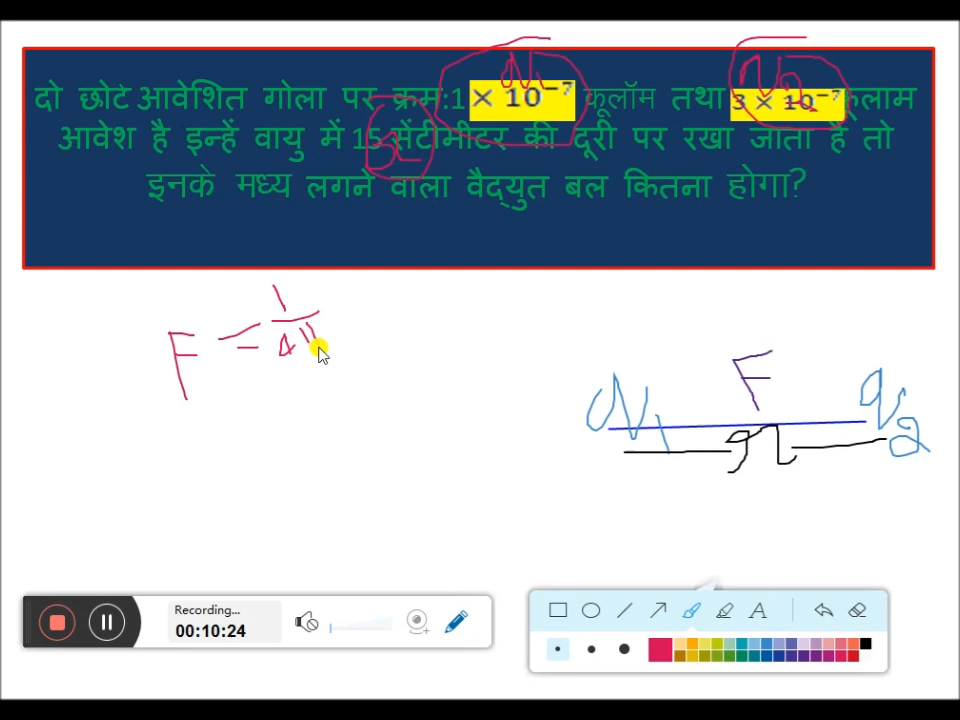 दो छोटे आवेशित गोला पर क्रम:1 × 10⁻⁷ कूलॉम तथा 3 × 10⁻⁷
आवेश है इन्हें वायु में 15 सेंटीमीटर की दूरी पर रखा जाता है तो
इनके मध्य लगने वाला वैद्युत बल कितना होगा?
F = 1/4π
F
q₁ q₂
r
Recording...
00:10:24
A